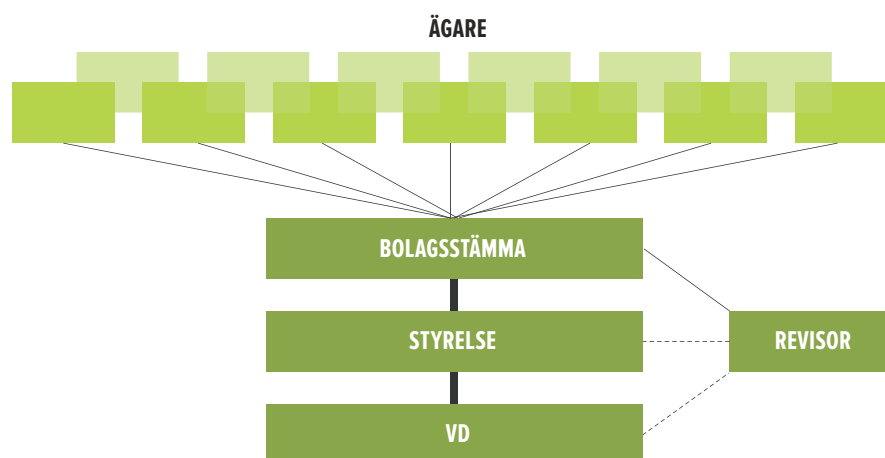 ÄGARE
BOLAGSSTÄMMA
STYRELSE
REVISOR
VD